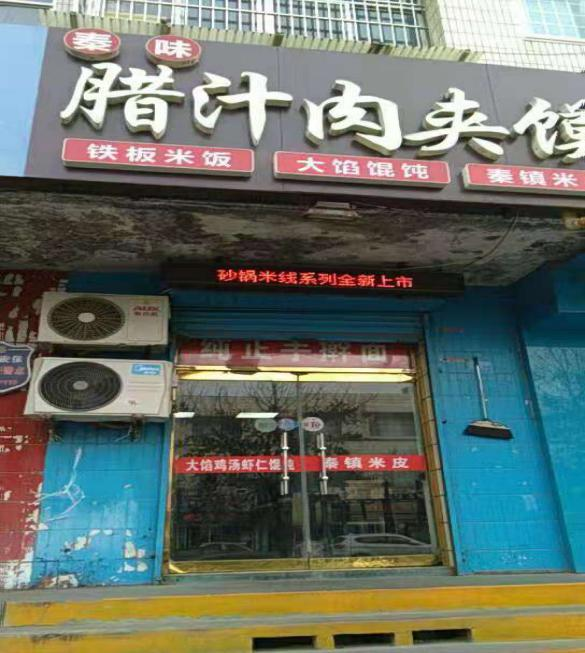 秦味
腊汁肉夹馍
铁板米饭
大馅馄饨
秦镇米
砂锅米线系列全新上市
AUX
Midea
纯正手擀面
大馅鸡汤虾仁馄饨
秦镇米皮